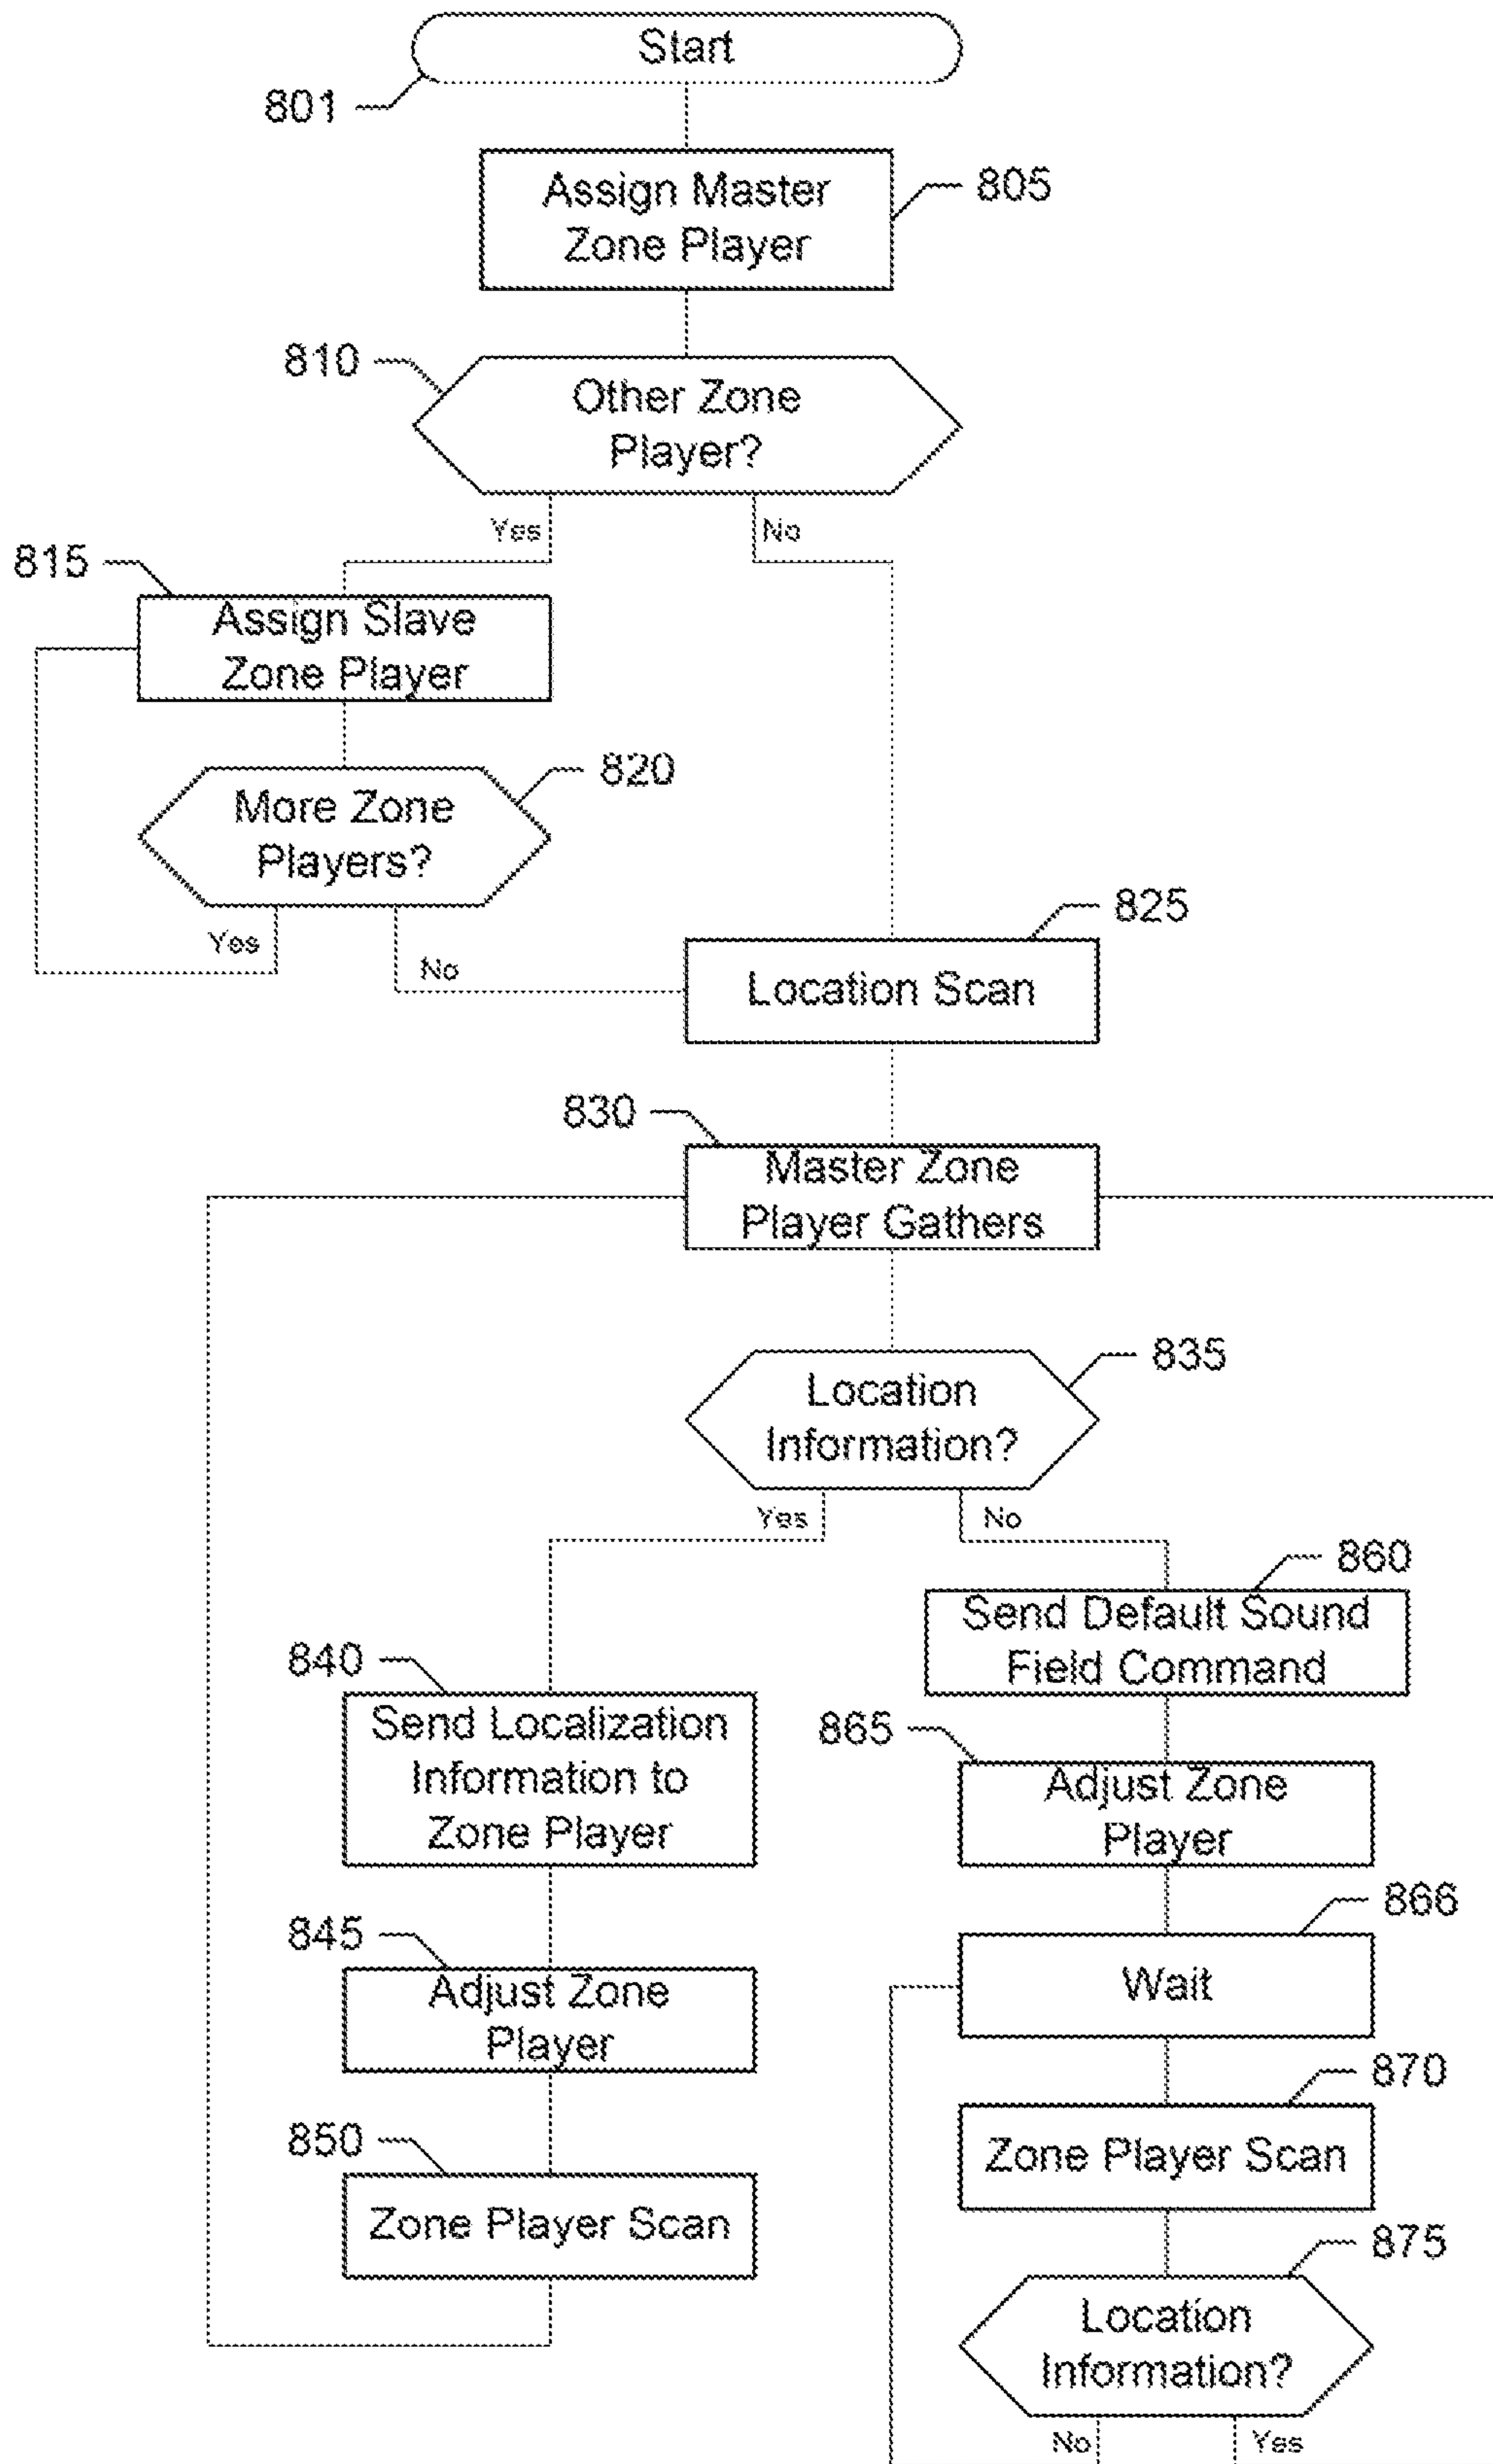 Start
801
Assign Master
Zone Player
805
810
Other Zone
Player?
Yes
No
815
Assign Slave
Zone Player
820
More Zone
Players?
Yes
No
825
Location Scan
830
Master Zone
Player Gathers
835
Location
Information?
Yes
No
860
Send Default Sound
Field Command
840
Send Localization
Information to
Zone Player
865
Adjust Zone
Player
866
Wait
845
Adjust Zone
Player
870
Zone Player Scan
850
Zone Player Scan
875
Location
Information?
No
Yes